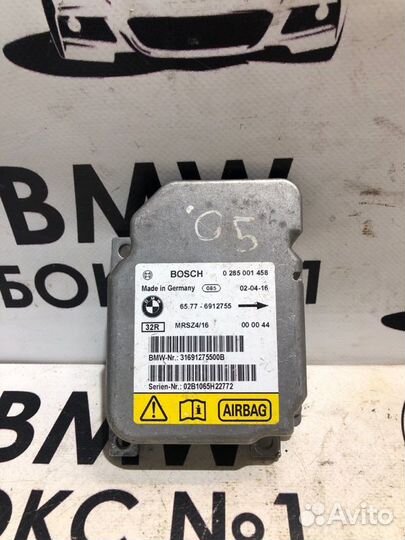 BMW
БОКС №1
'05
BOSCH 0 285 001 458
Made in Germany 085 02-04-16
65.77 - 6912755
32R MRSZ4/16 00 00 44
BMW-Nr.: 31691275500B
Serien-Nr.: 02B1065H22772
AIRBAG
BMW
БОКС №1
Avito